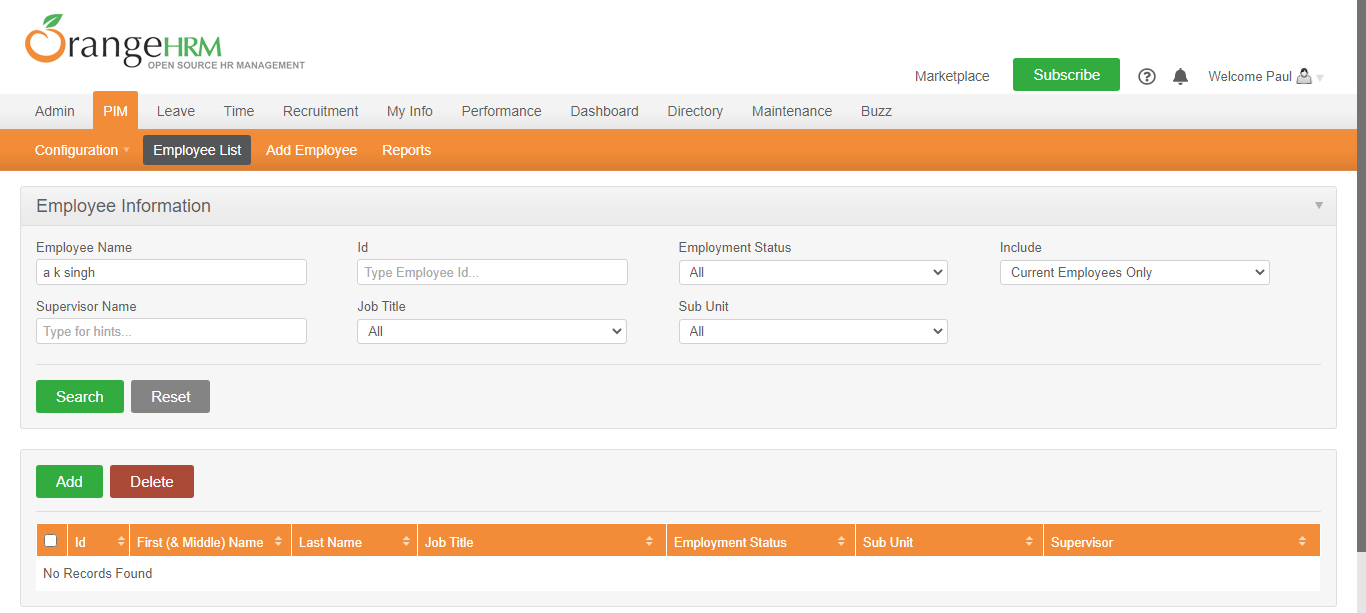 OrangeHRM
OPEN SOURCE HR MANAGEMENT
Marketplace Subscribe ? Welcome Paul
Admin PIM Leave Time Recruitment My Info Performance Dashboard Directory Maintenance Buzz
Configuration Employee List Add Employee Reports
Employee Information
Employee Name Id Employment Status Include
a k singh Type Employee Id... All Current Employees Only
Supervisor Name Job Title Sub Unit
Type for hints... All All
Search Reset
Add Delete
Id First (& Middle) Name Last Name Job Title Employment Status Sub Unit Supervisor
No Records Found